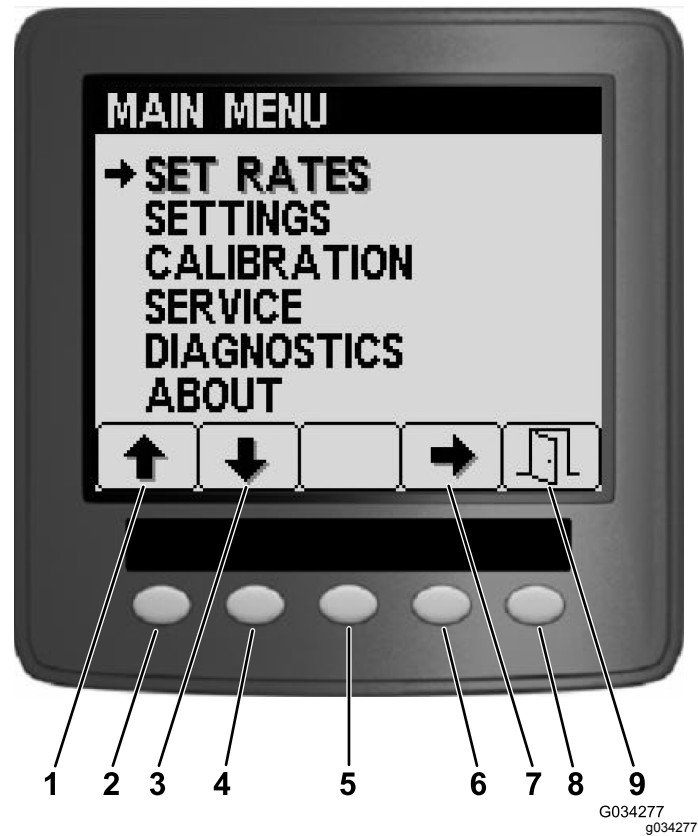 MAIN MENU
SET RATES
SETTINGS
CALIBRATION
SERVICE
DIAGNOSTICS
ABOUT
1 2 3 4 5 6 7 8 9
G034277
g034277